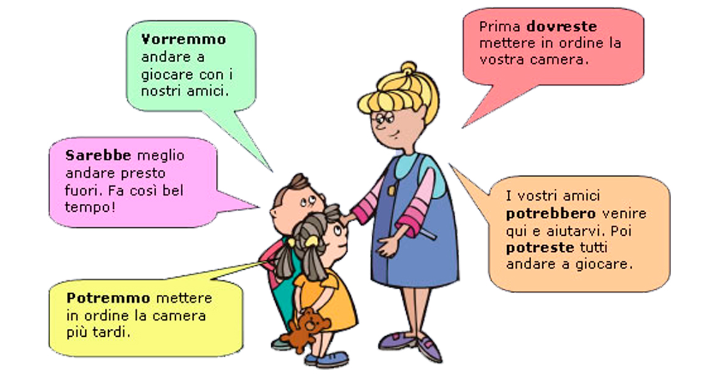 Vorremmo
andare a
giocare con i
nostri amici.
Prima dovreste
mettere in ordine la
vostra camera.
Sarebbe meglio
andare presto
fuori. Fa così bel
tempo!
I vostri amici
potrebbero venire
qui e aiutarvi. Poi
potreste tutti
andare a giocare.
Potremmo mettere
in ordine la camera
più tardi.